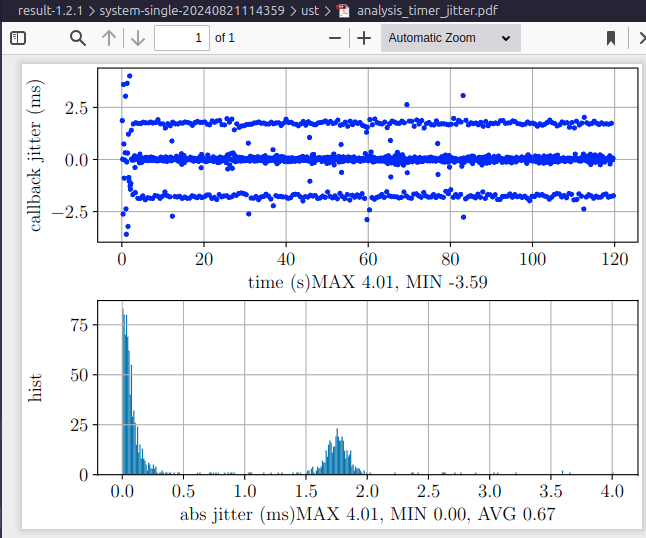 result-1.2.1 > system-single-20240821114359 > ust > analysis_timer_jitter.pdf
1 of 1
Automatic Zoom
callback jitter (ms)
2.5
0.0
−2.5
0 20 40 60 80 100 120
time (s)MAX 4.01, MIN -3.59
hist
75
50
25
0
0.0 0.5 1.0 1.5 2.0 2.5 3.0 3.5 4.0
abs jitter (ms)MAX 4.01, MIN 0.00, AVG 0.67